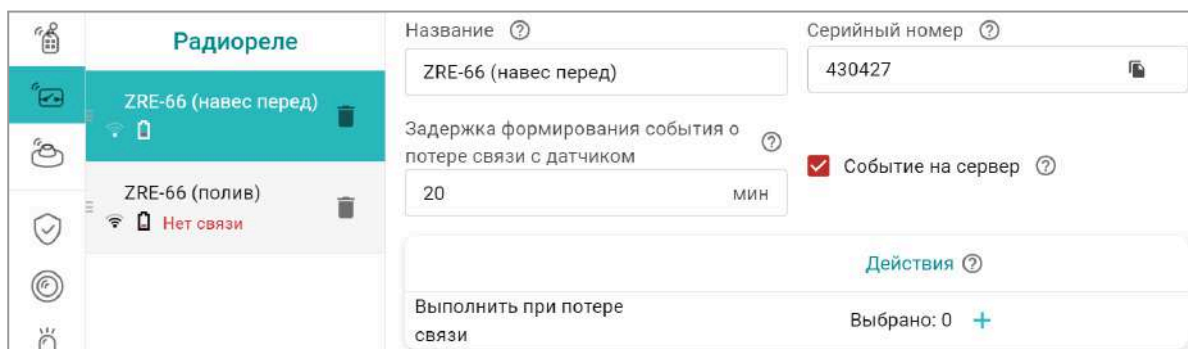 Радиореле
ZRE-66 (навес перед)
ZRE-66 (полив)
Нет связи
Название ?
ZRE-66 (навес перед)
Серийный номер ?
430427
Задержка формирования события о
потере связи с датчиком ?
20 мин
Событие на сервер ?
Действия ?
Выполнить при потере
связи
Выбрано: 0 +